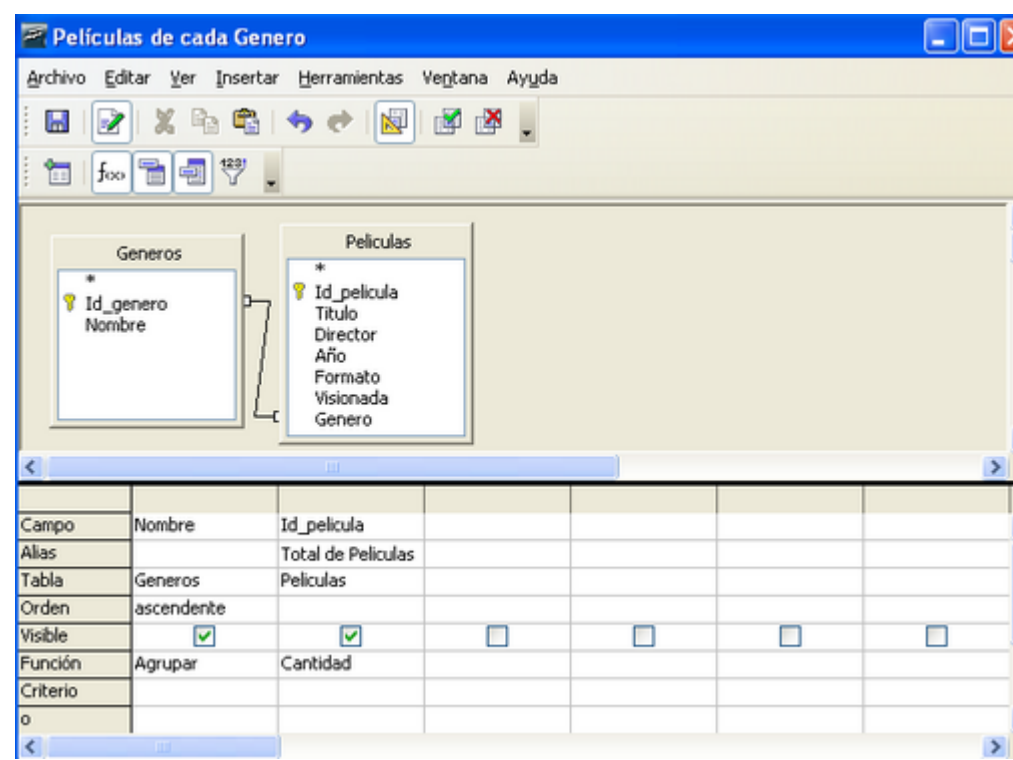 Películas de cada Genero
Archivo Editar Ver Insertar Herramientas Ventana Ayuda
f(x) 123!
Generos
*
Id_genero
Nombre
Peliculas
*
Id_pelicula
Titulo
Director
Año
Formato
Visionada
Genero
Campo Nombre Id_pelicula
Alias Total de Peliculas
Tabla Generos Peliculas
Orden ascendente
Visible
Función Agrupar Cantidad
Criterio
o